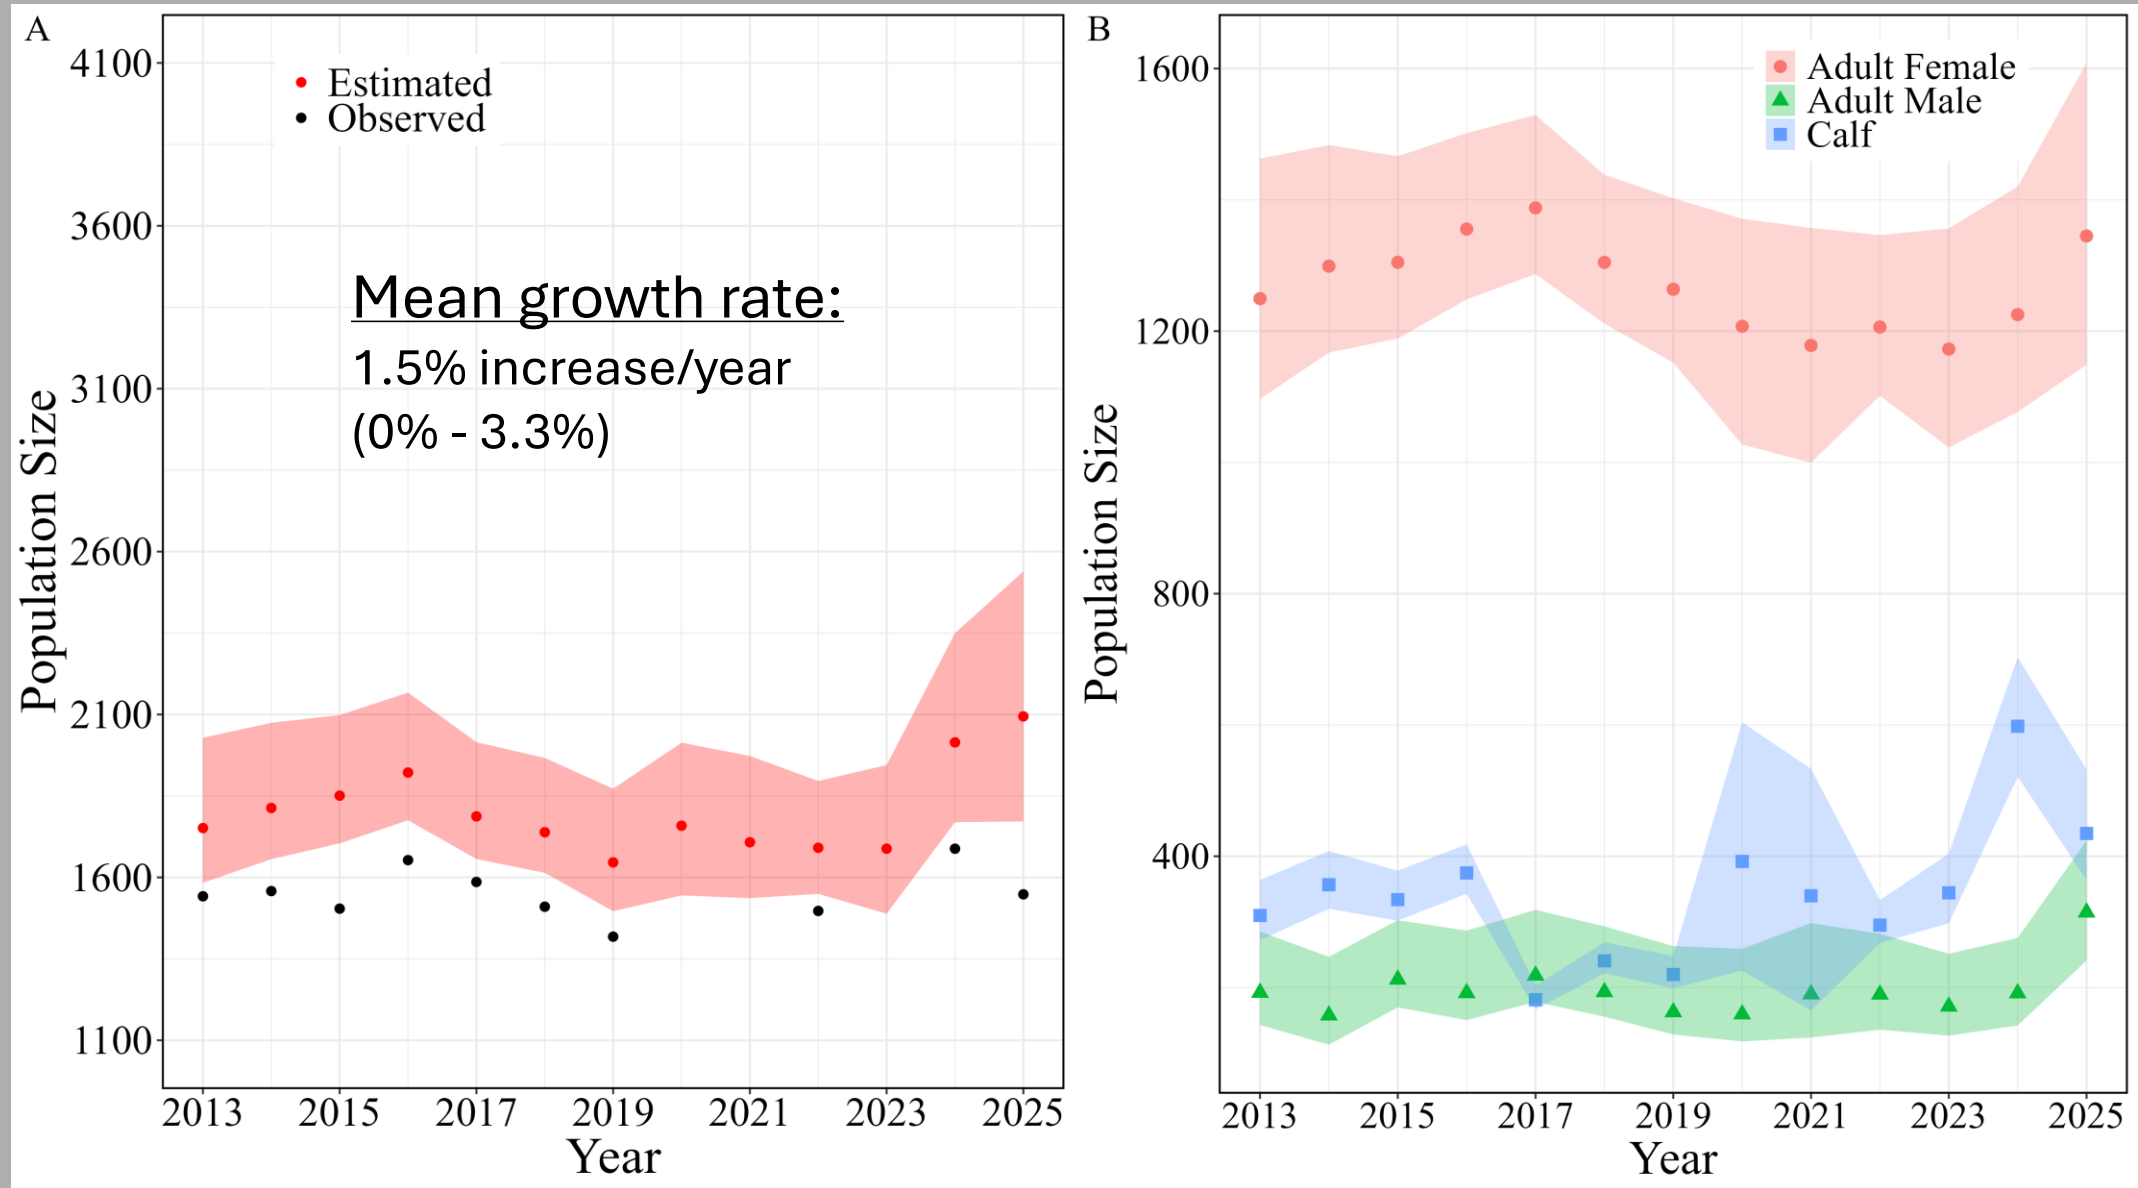 A
4100
3600
3100
2600
2100
1600
1100
Population Size
Estimated
Observed
Mean growth rate:
1.5% increase/year
(0% - 3.3%)
2013 2015 2017 2019 2021 2023 2025
Year
B
1600
1200
800
400
Population Size
Adult Female
Adult Male
Calf
2013 2015 2017 2019 2021 2023 2025
Year